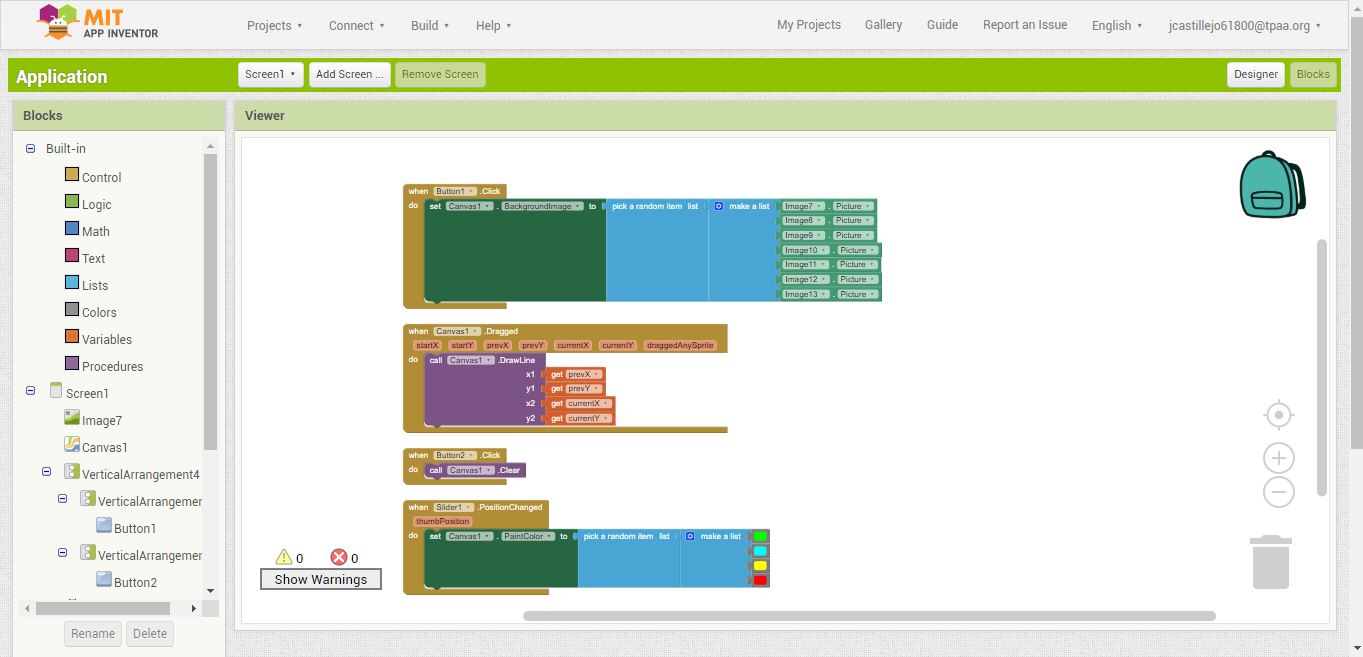 MIT
APP INVENTOR
Projects Connect Build Help
My Projects Gallery Guide Report an Issue English jcastillejo61800@tpaa.org
Application
Screen1 Add Screen ... Remove Screen
Designer Blocks
Blocks
Built-in
Control
Logic
Math
Text
Lists
Colors
Variables
Procedures
Screen1
Image7
Canvas1
VerticalArrangement4
VerticalArrangemer
Button1
VerticalArrangemer
Button2
Rename Delete
Viewer
when Button1 .Click
do set Canvas1 . BackgroundImage to pick a random item list make a list Image7 . Picture
Image8 . Picture
Image9 . Picture
Image10 . Picture
Image11 . Picture
Image12 . Picture
Image13 . Picture
when Canvas1 .Dragged
startX startY prevX prevY currentX currentY draggedAnySprite
do call Canvas1 .DrawLine
x1 get prevX
y1 get prevY
x2 get currentX
y2 get currentY
when Button2 .Click
do call Canvas1 .Clear
when Slider1 .PositionChanged
thumbPosition
do set Canvas1 . PaintColor to pick a random item list make a list
0 0
Show Warnings